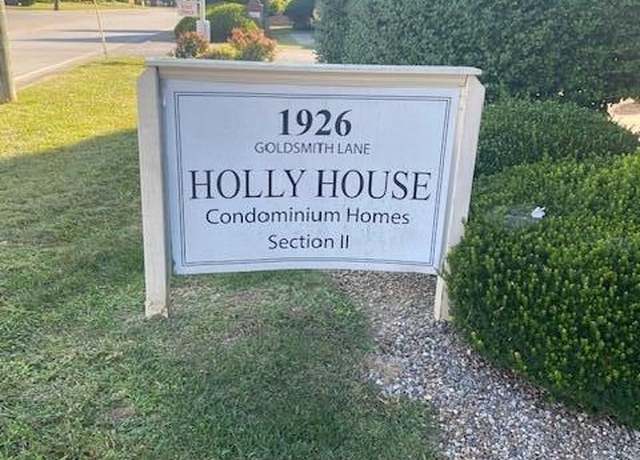 1926
GOLDSMITH LANE
HOLLY HOUSE
Condominium Homes
Section II